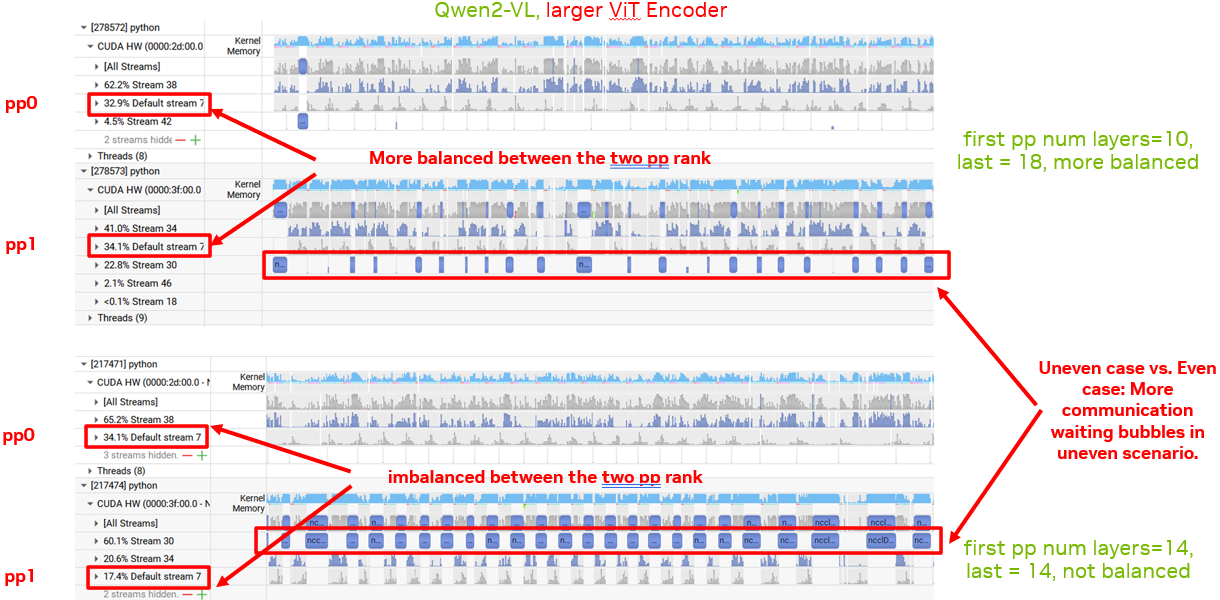 Qwen2-VL, larger ViT Encoder
[278572] python
CUDA HW (0000:2d:00.0
Kernel
Memory
[All Streams]
62.2% Stream 38
pp0
32.9% Default stream 7
4.5% Stream 42
...
2 streams hidde
Threads (8)
first pp num layers=10,
last = 18, more balanced
More balanced between the two pp rank
[278573] python
CUDA HW (0000:3f:00.0
Kernel
Memory
[All Streams]
41.0% Stream 34
pp1
34.1% Default stream 7
22.8% Stream 30
n...
n...
2.1% Stream 46
<0.1% Stream 18
Threads (9)
Uneven case vs. Even
case: More
communication
waiting bubbles in
uneven scenario.
[217471] python
CUDA HW (0000:2d:00.0 - N
Kernel
Memory
[All Streams]
65.2% Stream 38
pp0
34.1% Default stream 7
3 streams hidden.
Threads (8)
imbalanced between the two pp rank
[217474] python
CUDA HW (0000:3f:00.0 - N
Kernel
Memory
[All Streams]
60.1% Stream 30
20.6% Stream 34
pp1
17.4% Default stream 7
2 streams hidden.
first pp num layers=14,
last = 14, not balanced